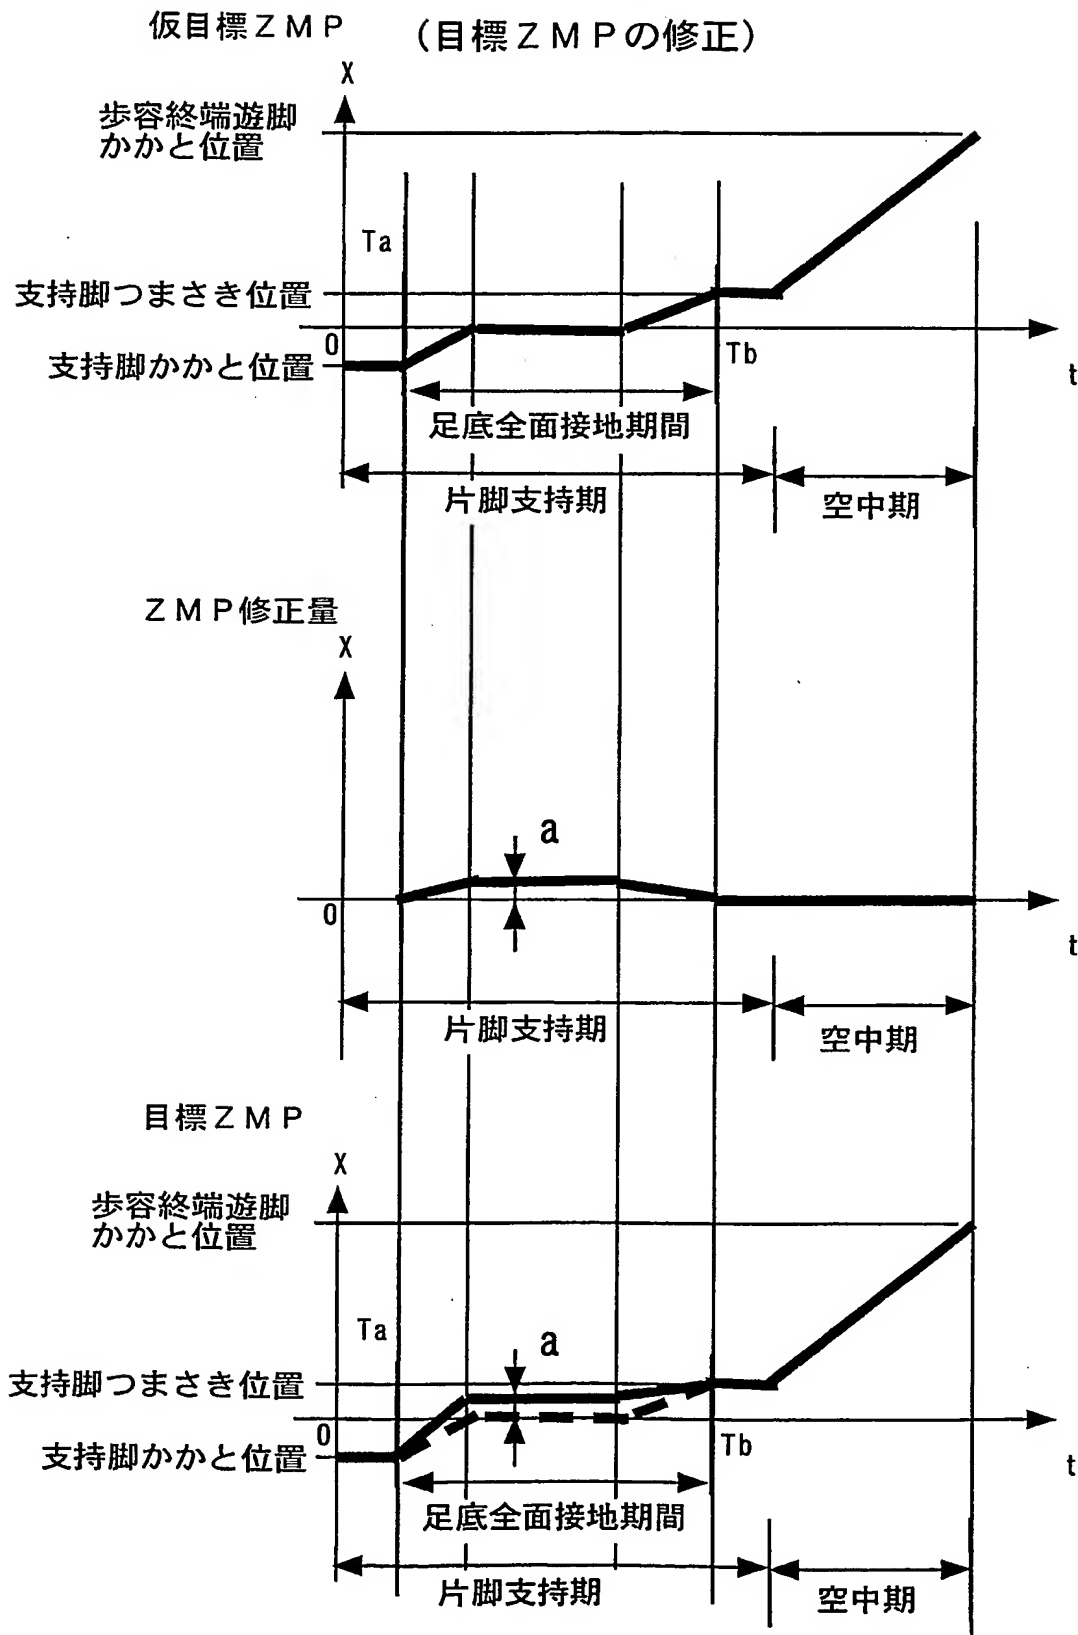 仮目標ＺＭＰ
（目標ＺＭＰの修正）
X
歩容終端遊脚
かかと位置
Ta
支持脚つまさき位置
0
支持脚かかと位置
Tb
t
足底全面接地期間
片脚支持期
空中期
ＺＭＰ修正量
X
a
0
t
片脚支持期
空中期
目標ＺＭＰ
X
歩容終端遊脚
かかと位置
Ta
a
支持脚つまさき位置
0
支持脚かかと位置
Tb
t
足底全面接地期間
片脚支持期
空中期